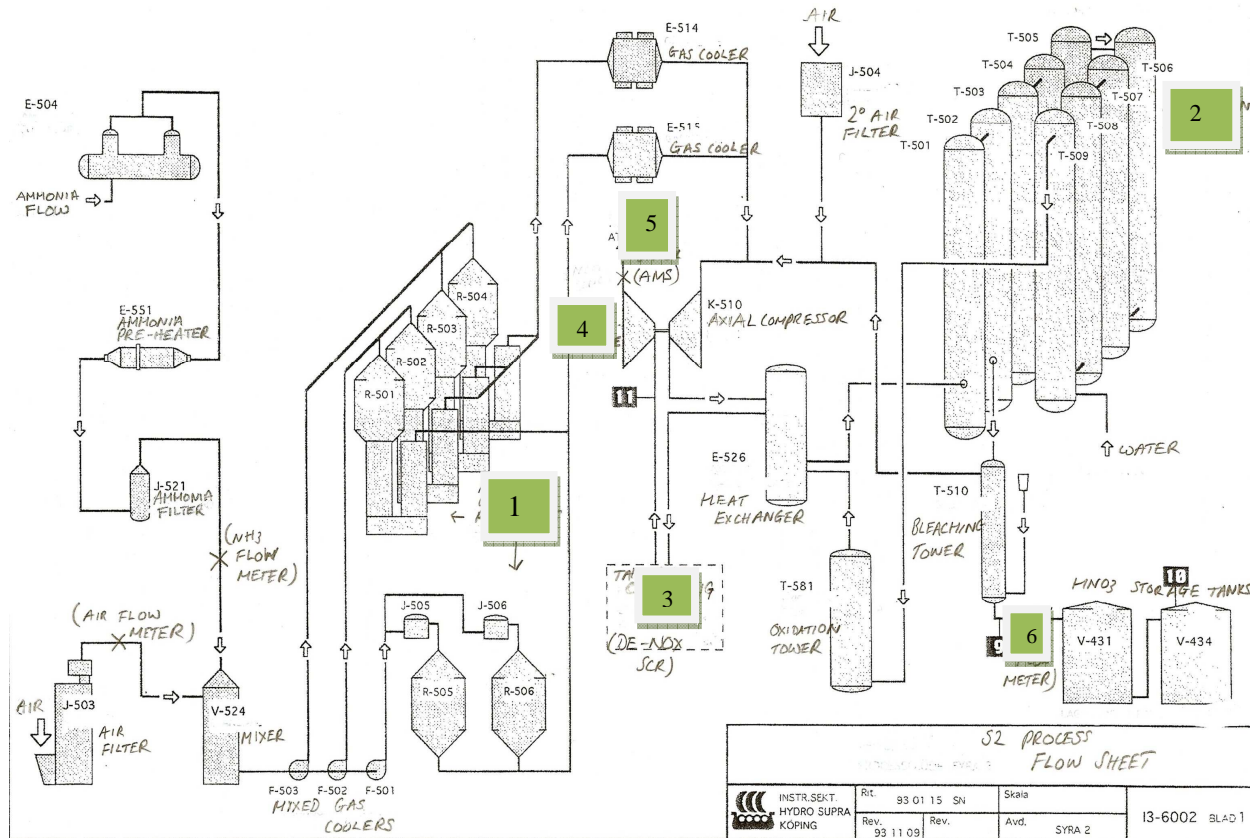 E-504
AMMONIA
FLOW
E-551
AMMONIA
PRE-HEATER
J-521
AMMONIA
FILTER
(NH3
FLOW
METER)
(AIR FLOW
METER)
AIR
J-503
AIR
FILTER
V-524
MIXER
F-503
F-502
F-501
MIXED GAS
COOLERS
R-501
R-502
R-503
R-504
1
J-505
J-506
R-505
R-506
E-514
GAS COOLER
E-515
GAS COOLER
AIR
J-504
2° AIR
FILTER
5
(AMS)
4
K-510
AXIAL COMPRESSOR
11
3
(DE-NOX
SCR)
E-526
HEAT
EXCHANGER
T-581
OXIDATION
TOWER
T-501
T-502
T-503
T-504
T-505
T-506
T-507
T-508
T-509
2
WATER
T-510
BLEACHING
TOWER
6
METER)
HNO3 STORAGE TANKS
10
V-431
V-434
S2 PROCESS
FLOW SHEET
INSTR.SEKT.
HYDRO SUPRA
KÖPING
Rit. 93 01 15 SN
Skala
Rev. 93 11 09
Rev.
Avd. SYRA 2
I3-6002 BLAD 1